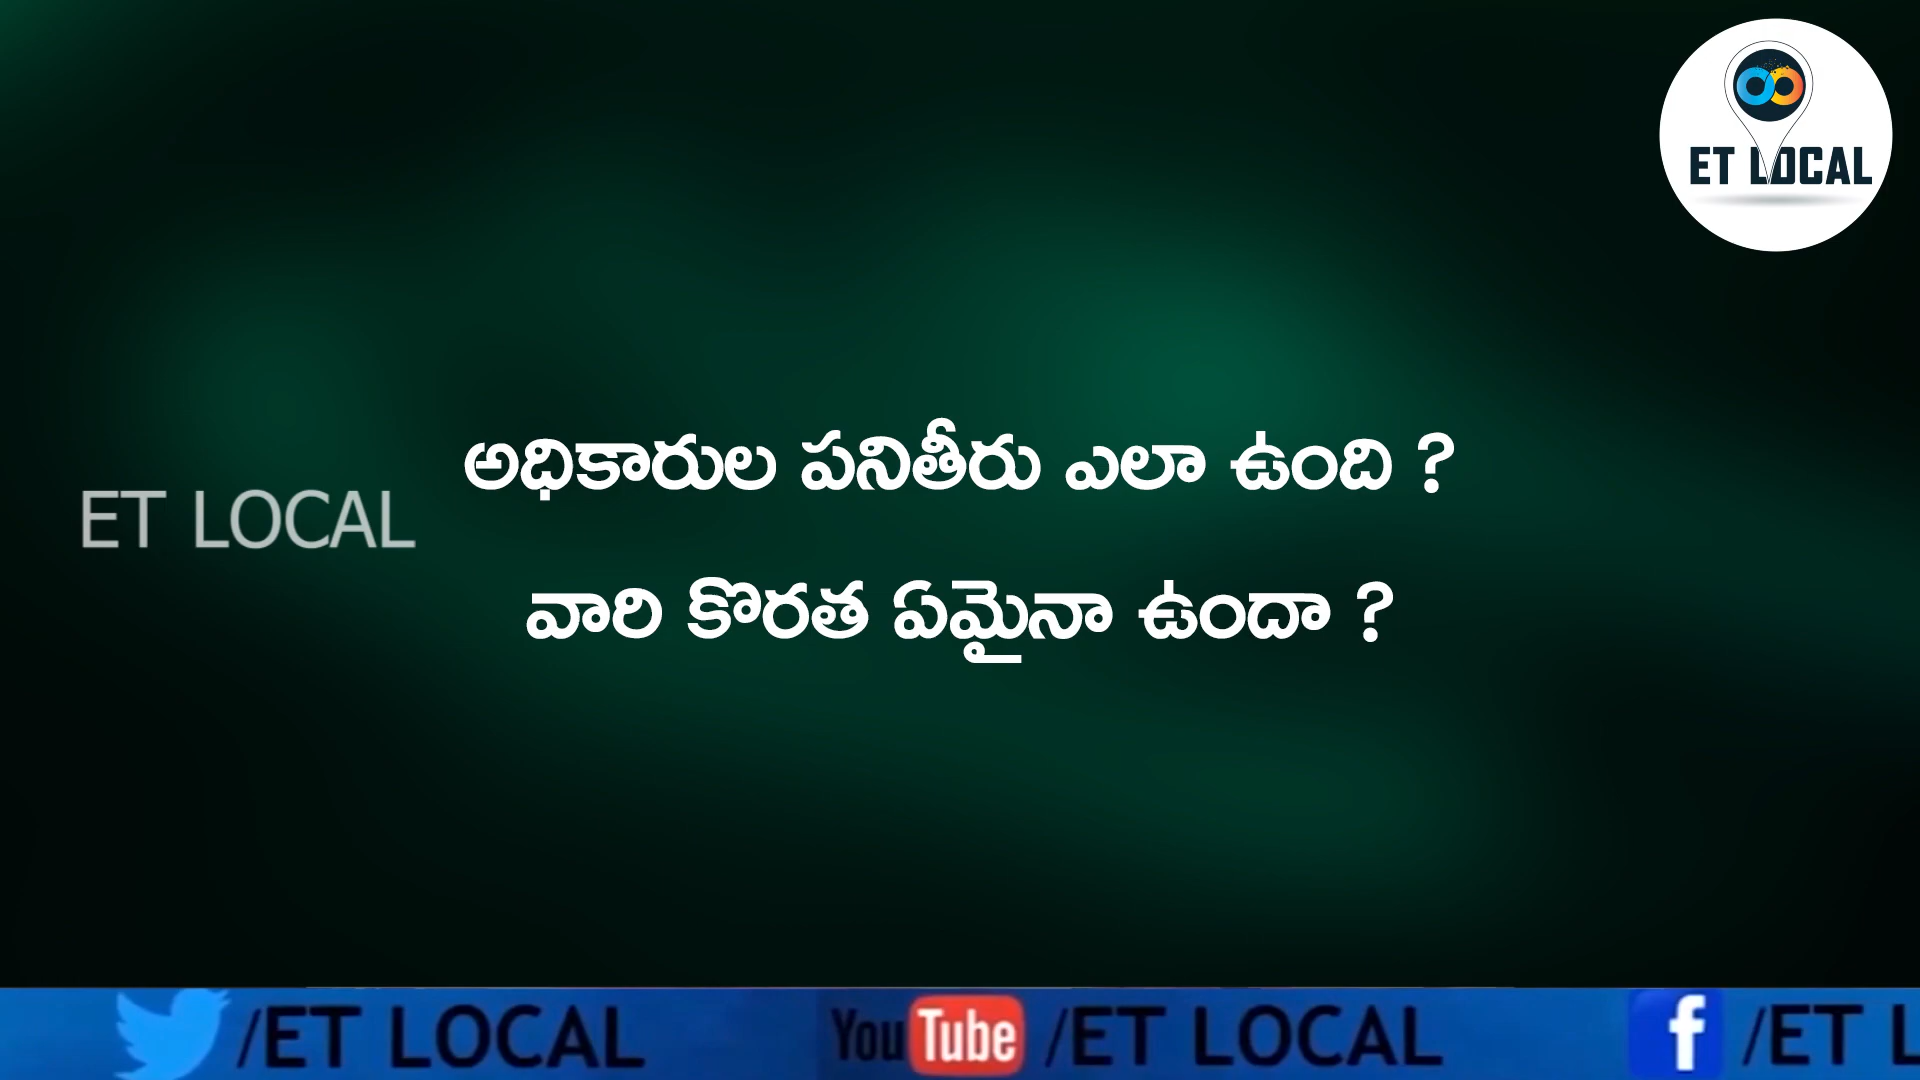 ET LOCAL
అధికారుల పనితీరు ఎలా ఉంది ?
ET LOCAL
వారి కొరత ఏమైనా ఉందా ?
/ET LOCAL
YouTube /ET LOCAL
f /ET L